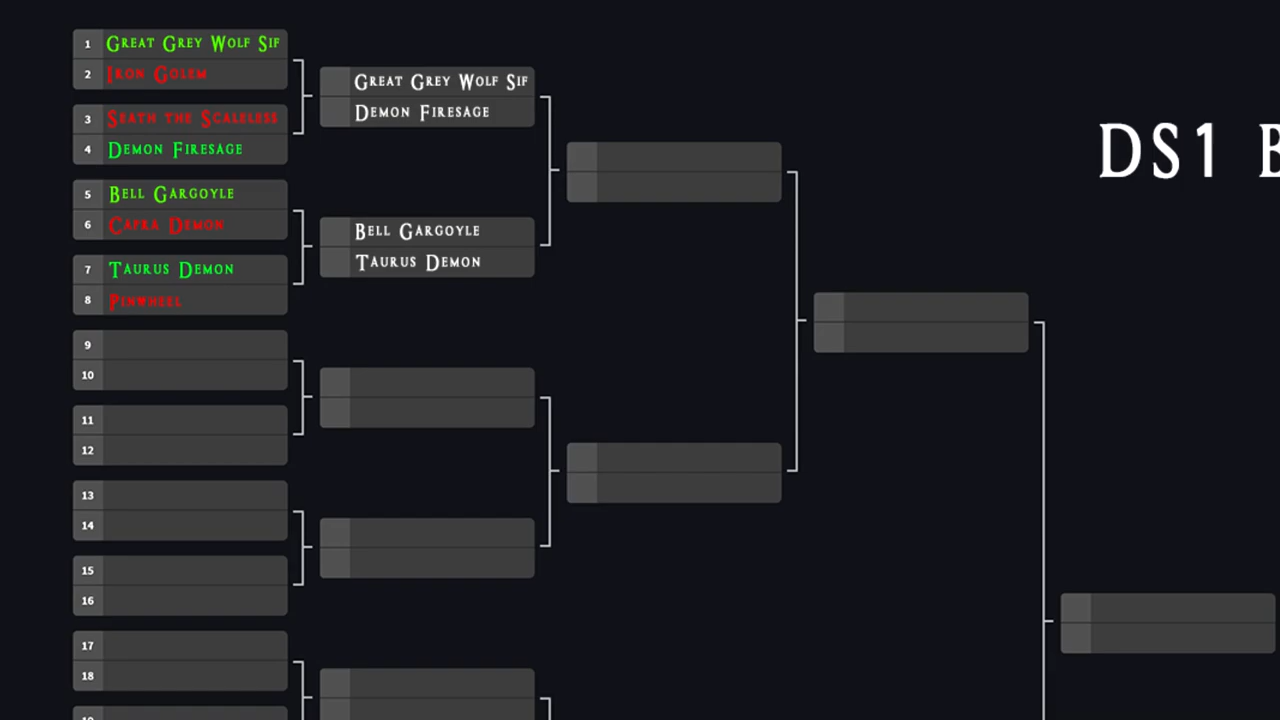 1 Great Grey Wolf Sif
2 Iron Golem
3 Seath the Scaleless
4 Demon Firesage
5 Bell Gargoyle
6 Capra Demon
7 Taurus Demon
8 Pinwheel
9
10
11
12
13
14
15
16
17
18
Great Grey Wolf Sif
Demon Firesage
Bell Gargoyle
Taurus Demon
DS1